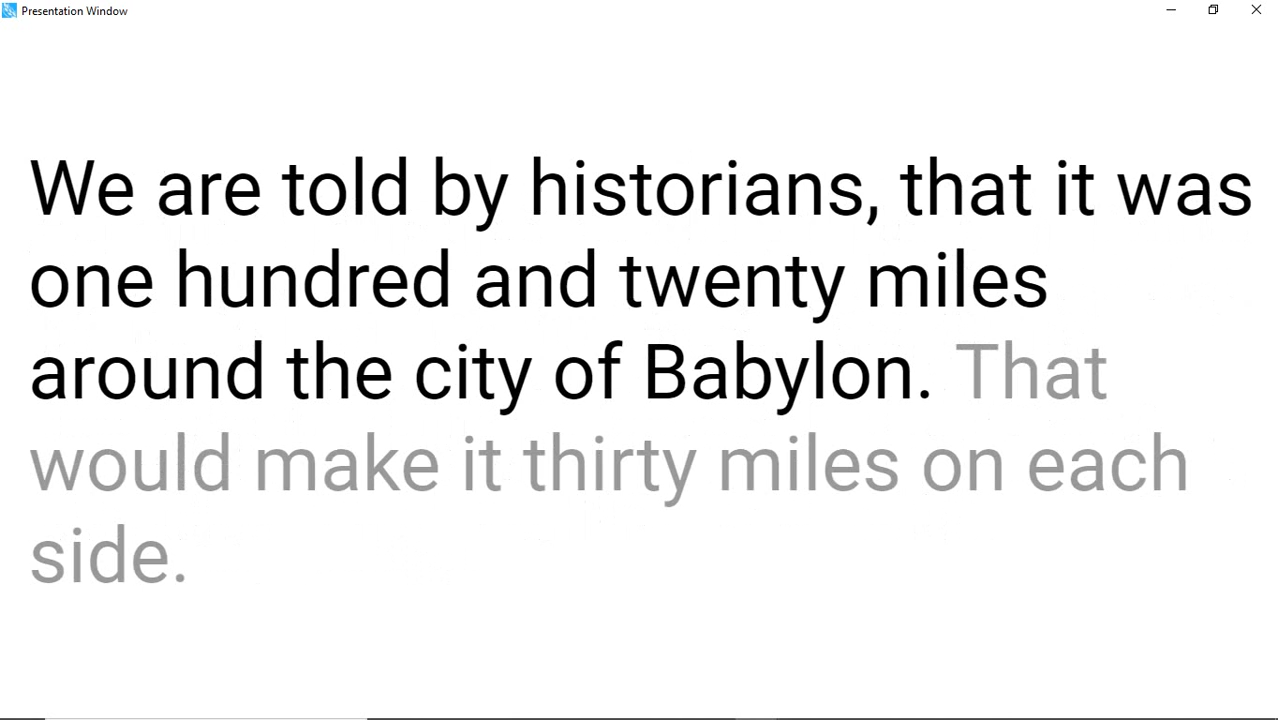 Presentation Window
We are told by historians, that it was
one hundred and twenty miles
around the city of Babylon. That
would make it thirty miles on each
side.